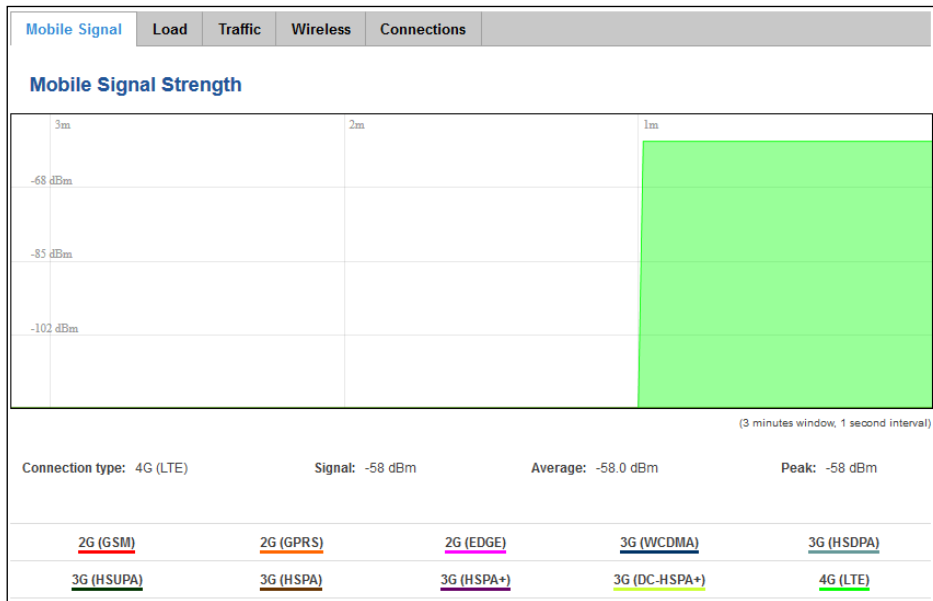 Mobile Signal Load Traffic Wireless Connections
Mobile Signal Strength
3m 2m 1m
-68 dBm
-85 dBm
-102 dBm
(3 minutes window, 1 second interval)
Connection type: 4G (LTE) Signal: -58 dBm Average: -58.0 dBm Peak: -58 dBm
2G (GSM) 2G (GPRS) 2G (EDGE) 3G (WCDMA) 3G (HSDPA)
3G (HSUPA) 3G (HSPA) 3G (HSPA+) 3G (DC-HSPA+) 4G (LTE)